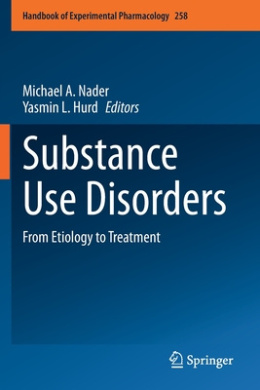 Handbook of Experimental Pharmacology 258
Michael A. Nader
Yasmin L. Hurd Editors
Substance
Use Disorders
From Etiology to Treatment
Springer